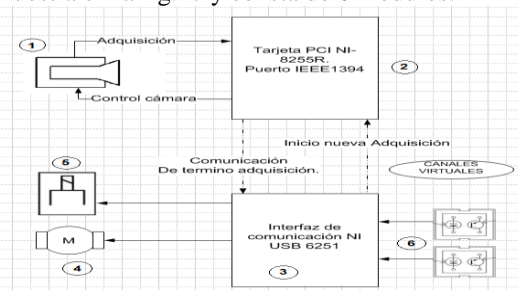 1
Adquisición
Control cámara
Tarjeta PCI NI-
8255R.
Puerto IEEE1394
2
Inicio nueva Adquisición
Comunicación
De termino adquisición.
CANALES
VIRTUALES
5
M
4
Interfaz de
comunicación NI
USB 6251
3
6